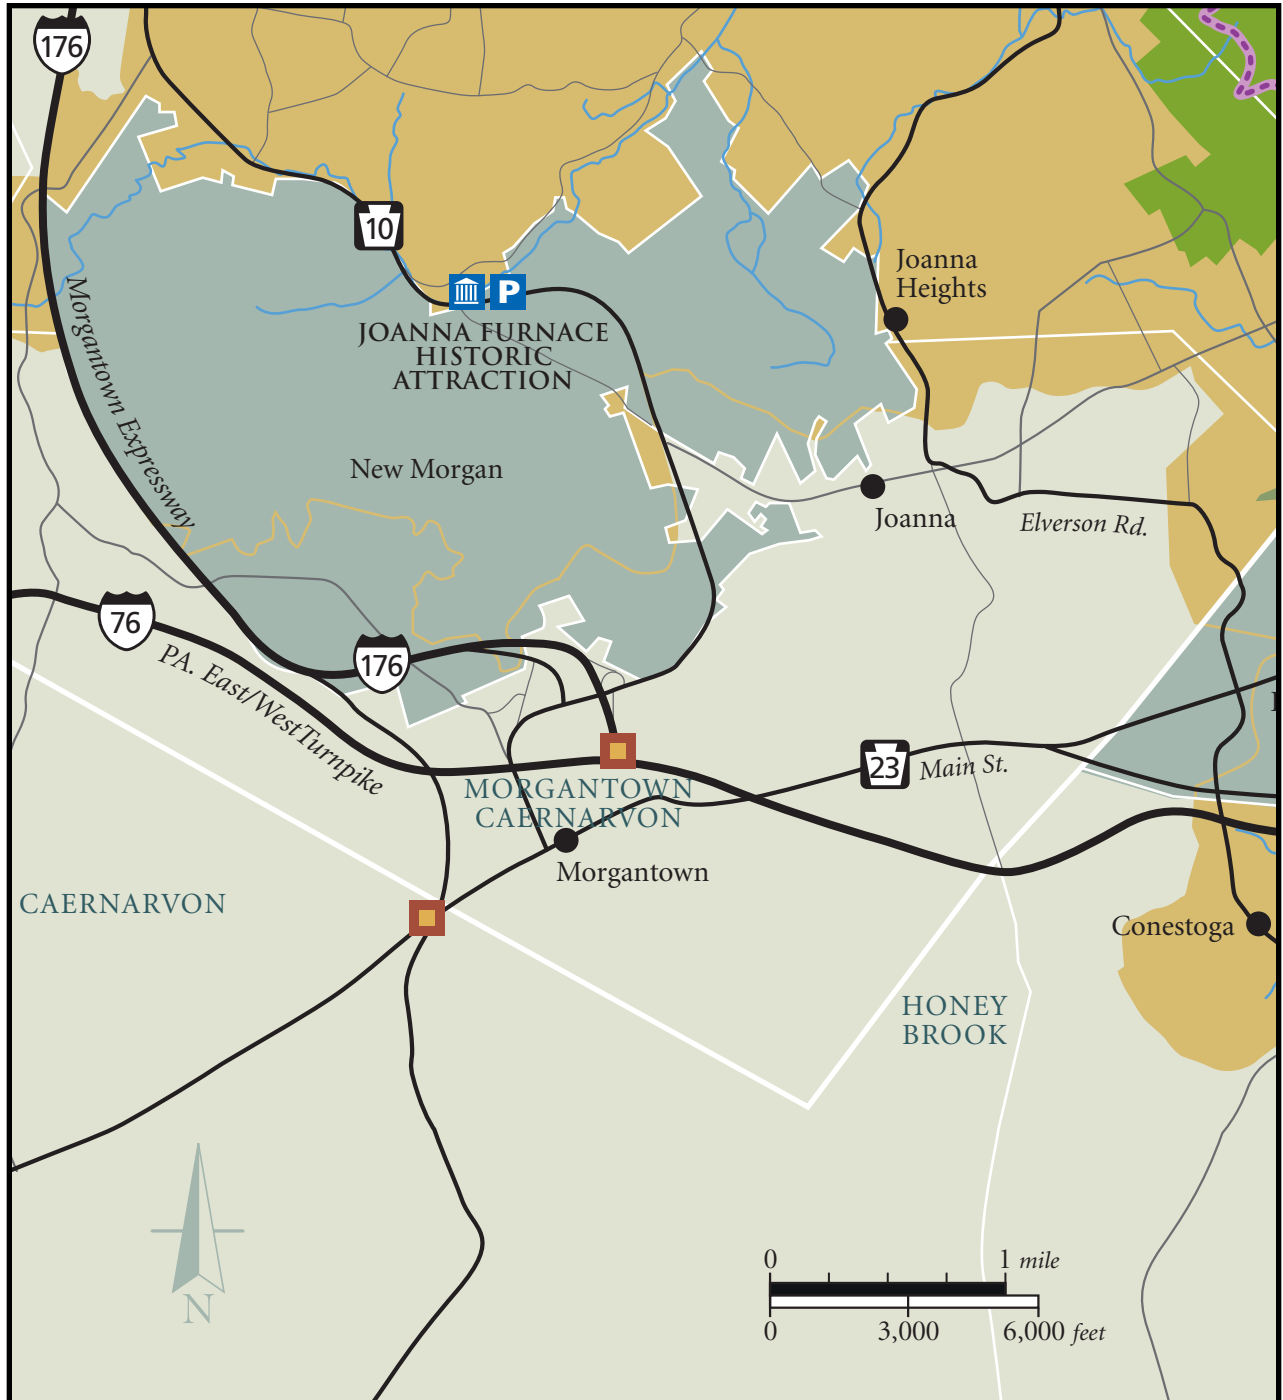 176
10
P
Joanna
Heights
JOANNA FURNACE
HISTORIC
ATTRACTION
Morgantown Expressway
New Morgan
Joanna
Elverson Rd.
76
176
PA. East/West Turnpike
23
Main St.
MORGANTOWN
CAERNARVON
Morgantown
CAERNARVON
Conestoga
HONEY
BROOK
N
0 1 mile
0 3,000 6,000 feet